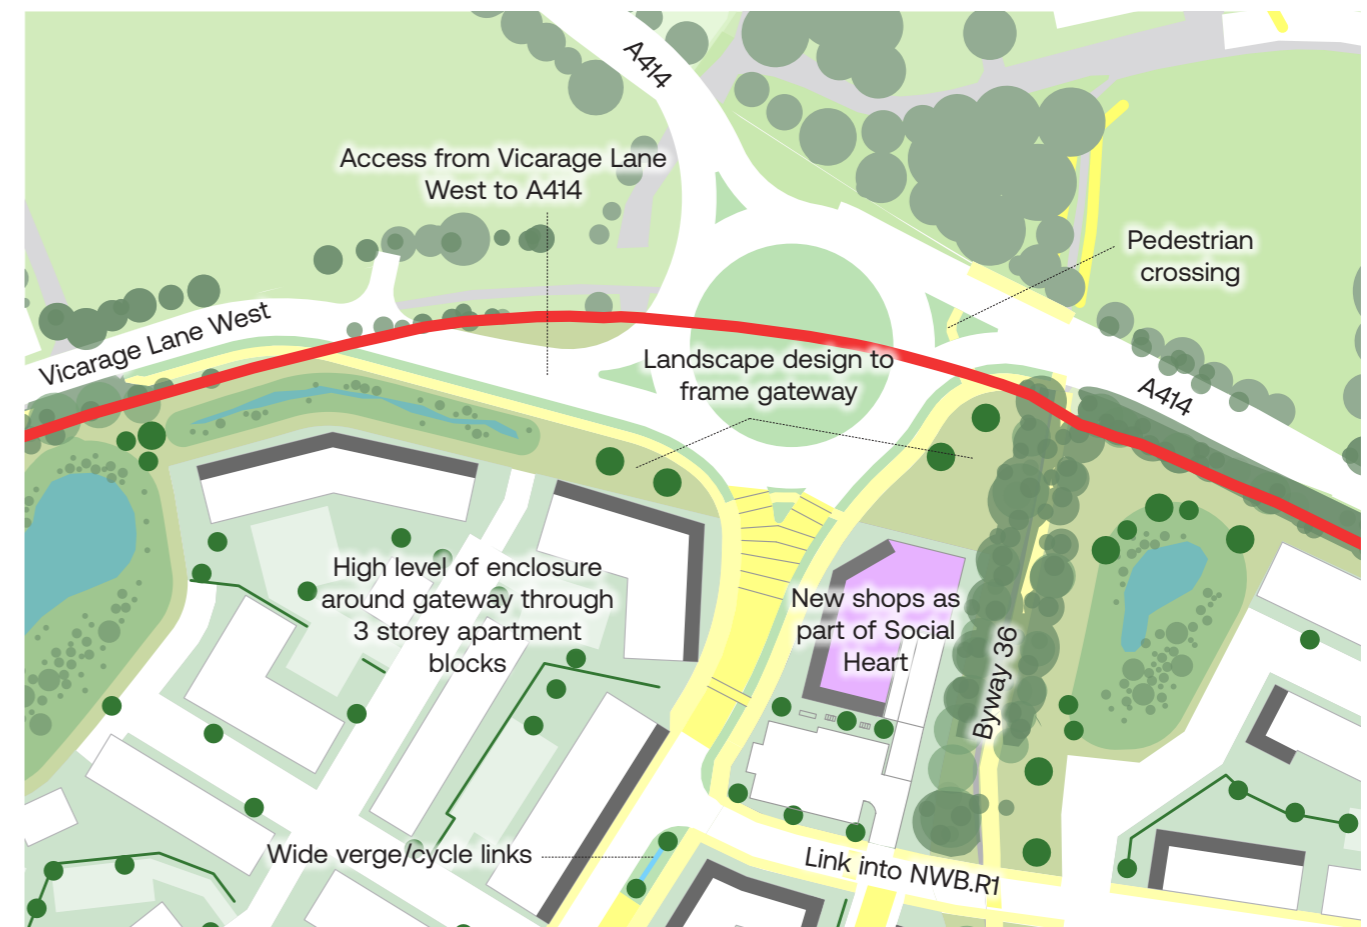 A414
Access from Vicarage Lane
West to A414
Pedestrian
crossing
Vicarage Lane West
Landscape design to
frame gateway
A414
High level of enclosure
around gateway through
3 storey apartment
blocks
New shops as
part of Social
Heart
Byway 36
Wide verge/cycle links
Link into NWB.R1